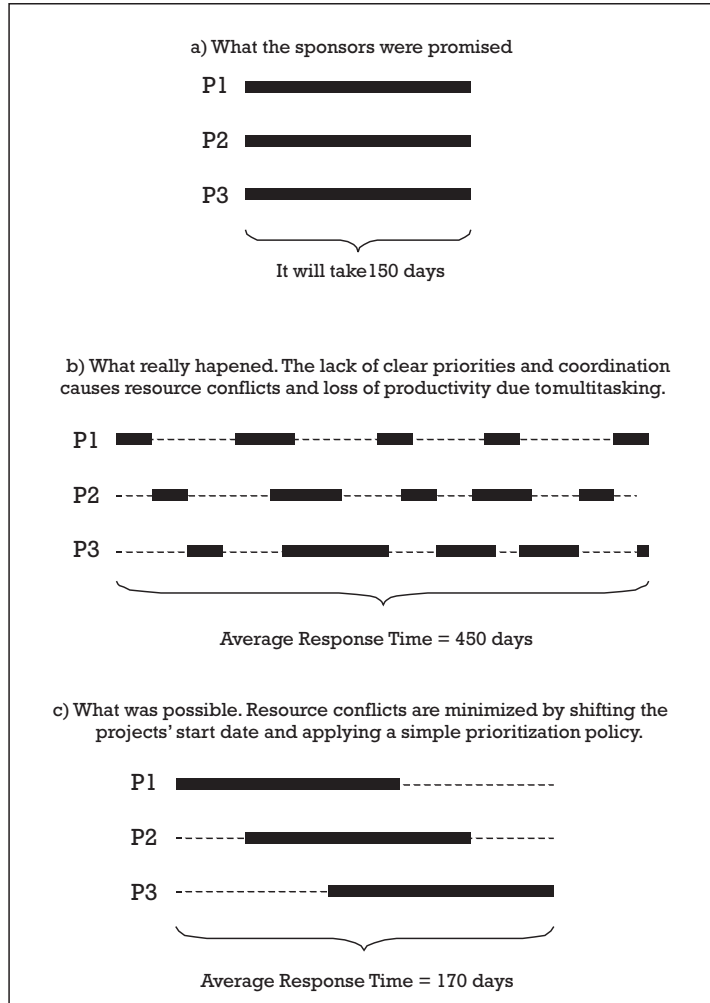 a) What the sponsors were promised
P1
P2
P3
It will take150 days
b) What really hapened. The lack of clear priorities and coordination
causes resource conflicts and loss of productivity due tomultitasking.
P1
P2
P3
Average Response Time = 450 days
c) What was possible. Resource conflicts are minimized by shifting the
projects' start date and applying a simple prioritization policy.
P1
P2
P3
Average Response Time = 170 days